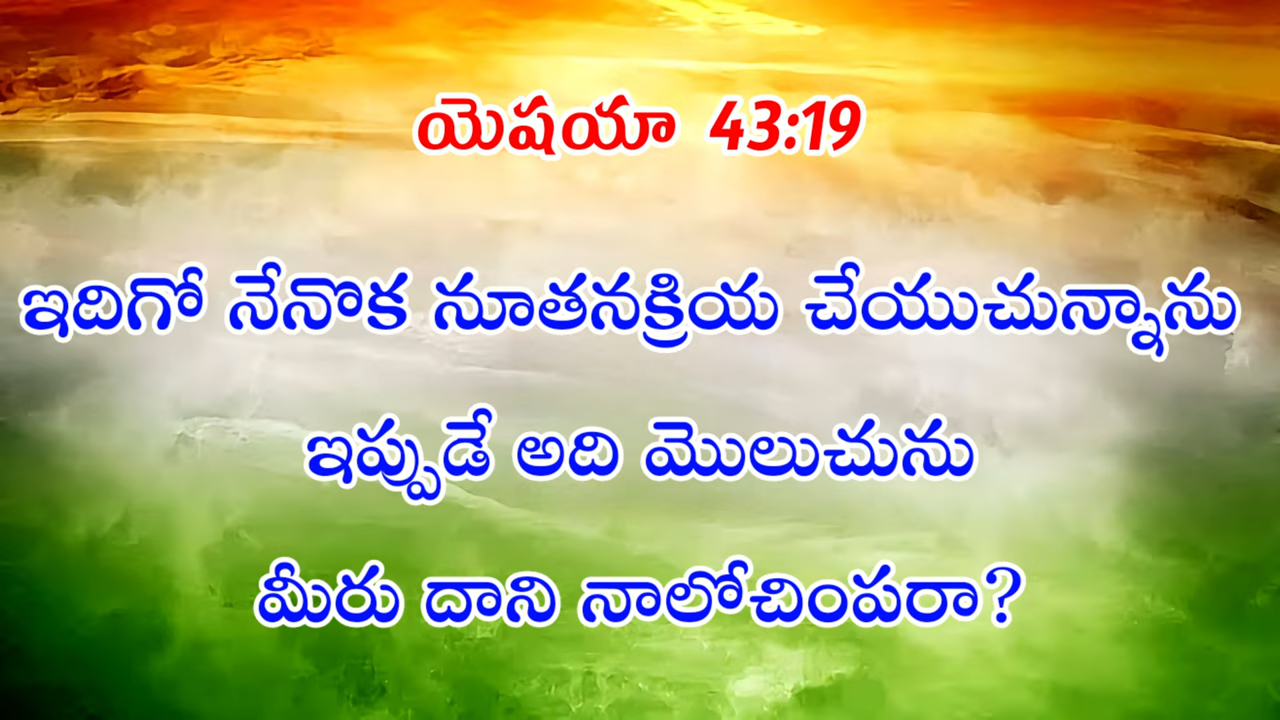 యెషయా 43:19
ఇదిగో నేనొక నూతనక్రియ చేయుచున్నాను
ఇప్పుడే అది మొలుచును
మీరు దాని నాలోచింపరా?